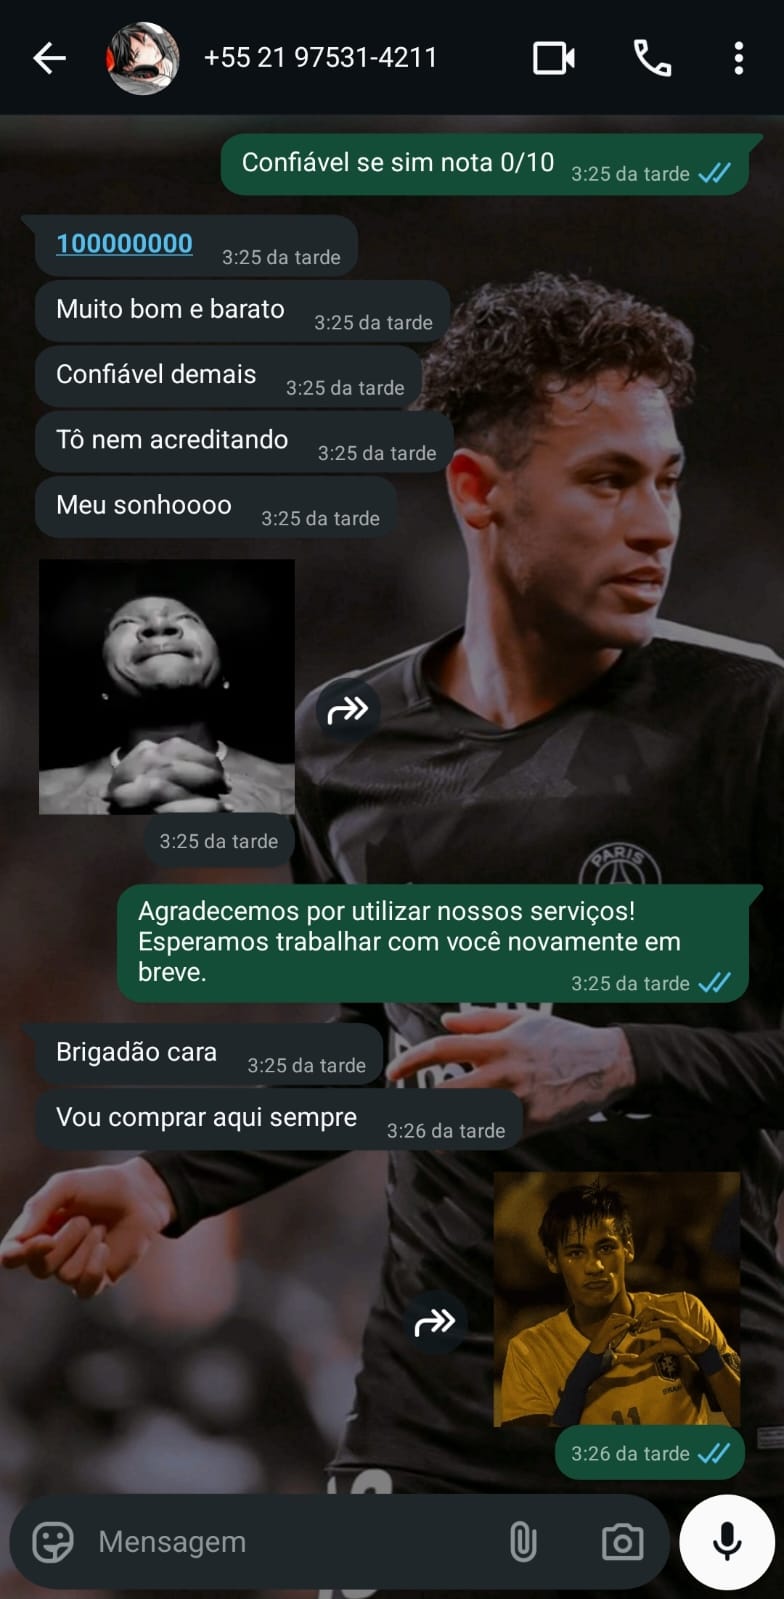 +55 21 97531-4211
Confiável se sim nota 0/10 3:25 da tarde
100000000 3:25 da tarde
Muito bom e barato 3:25 da tarde
Confiável demais 3:25 da tarde
Tô nem acreditando 3:25 da tarde
Meu sonhoooo 3:25 da tarde
3:25 da tarde
PARIS
Agradecemos por utilizar nossos serviços!
Esperamos trabalhar com você novamente em
breve. 3:25 da tarde
Brigadão cara 3:25 da tarde
Vou comprar aqui sempre 3:26 da tarde
11
3:26 da tarde
Mensagem